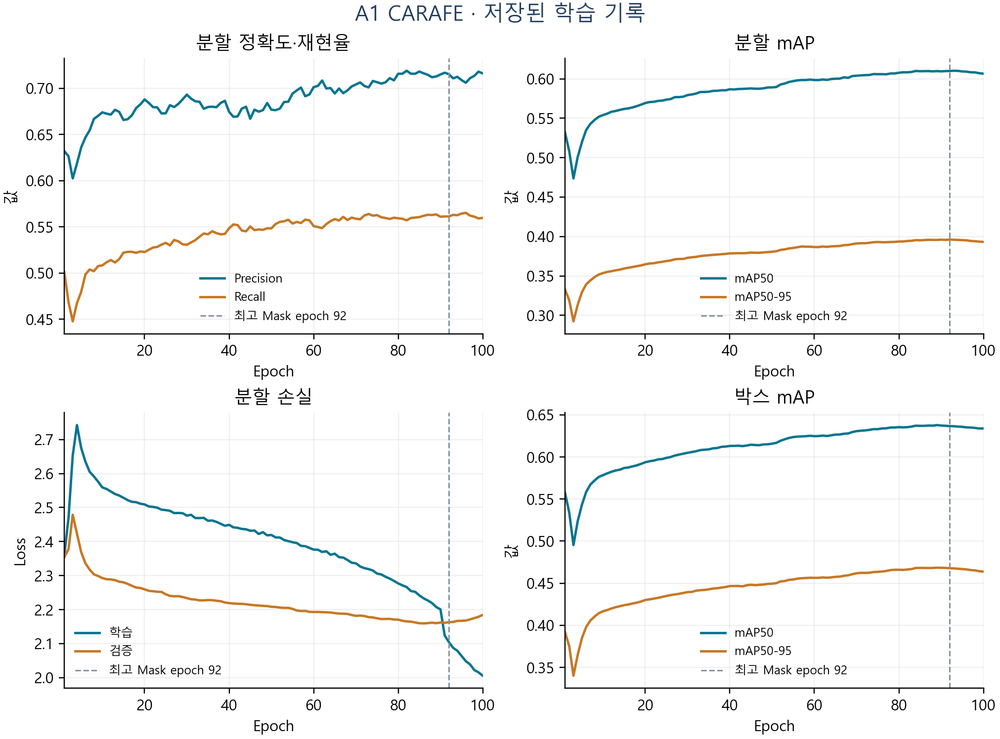 A1 CARAFE · 저장된 학습 기록
분할 정확도·재현율
값
0.70
0.65
0.60
0.55
0.50
0.45
Precision
Recall
최고 Mask epoch 92
20 40 60 80 100
Epoch
분할 mAP
값
0.60
0.55
0.50
0.45
0.40
0.35
0.30
mAP50
mAP50-95
최고 Mask epoch 92
20 40 60 80 100
Epoch
분할 손실
Loss
2.7
2.6
2.5
2.4
2.3
2.2
2.1
2.0
학습
검증
최고 Mask epoch 92
20 40 60 80 100
Epoch
박스 mAP
값
0.65
0.60
0.55
0.50
0.45
0.40
0.35
mAP50
mAP50-95
최고 Mask epoch 92
20 40 60 80 100
Epoch